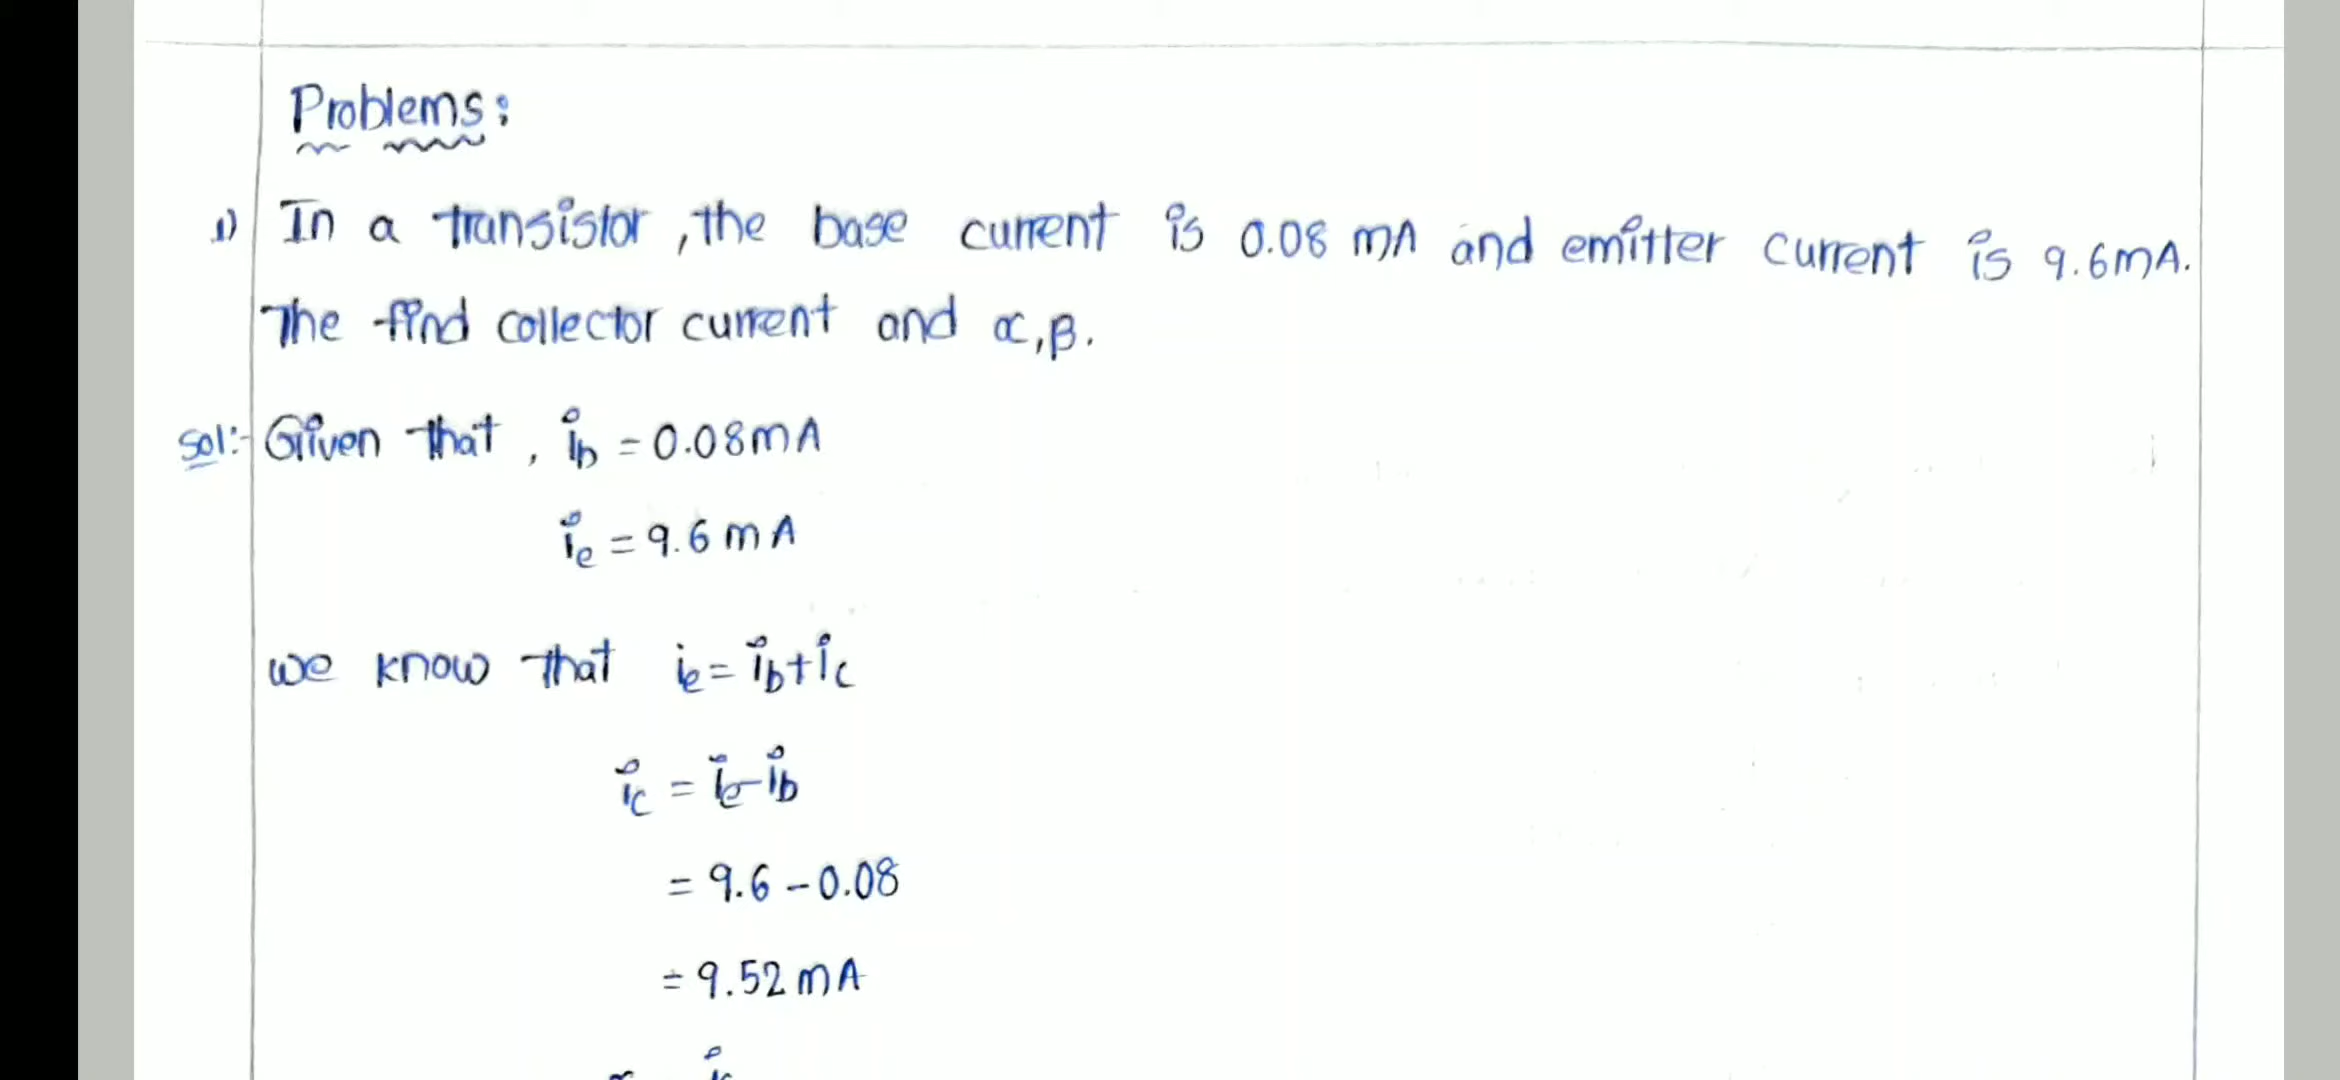 Problems:
1) In a transistor, the base current is 0.08 mA and emitter current is 9.6mA.
The find collector current and α,β.
Sol:- Given that, ib = 0.08mA
ie = 9.6 mA
we know that ie = ib+ic
ic = ie-ib
= 9.6 - 0.08
= 9.52 mA